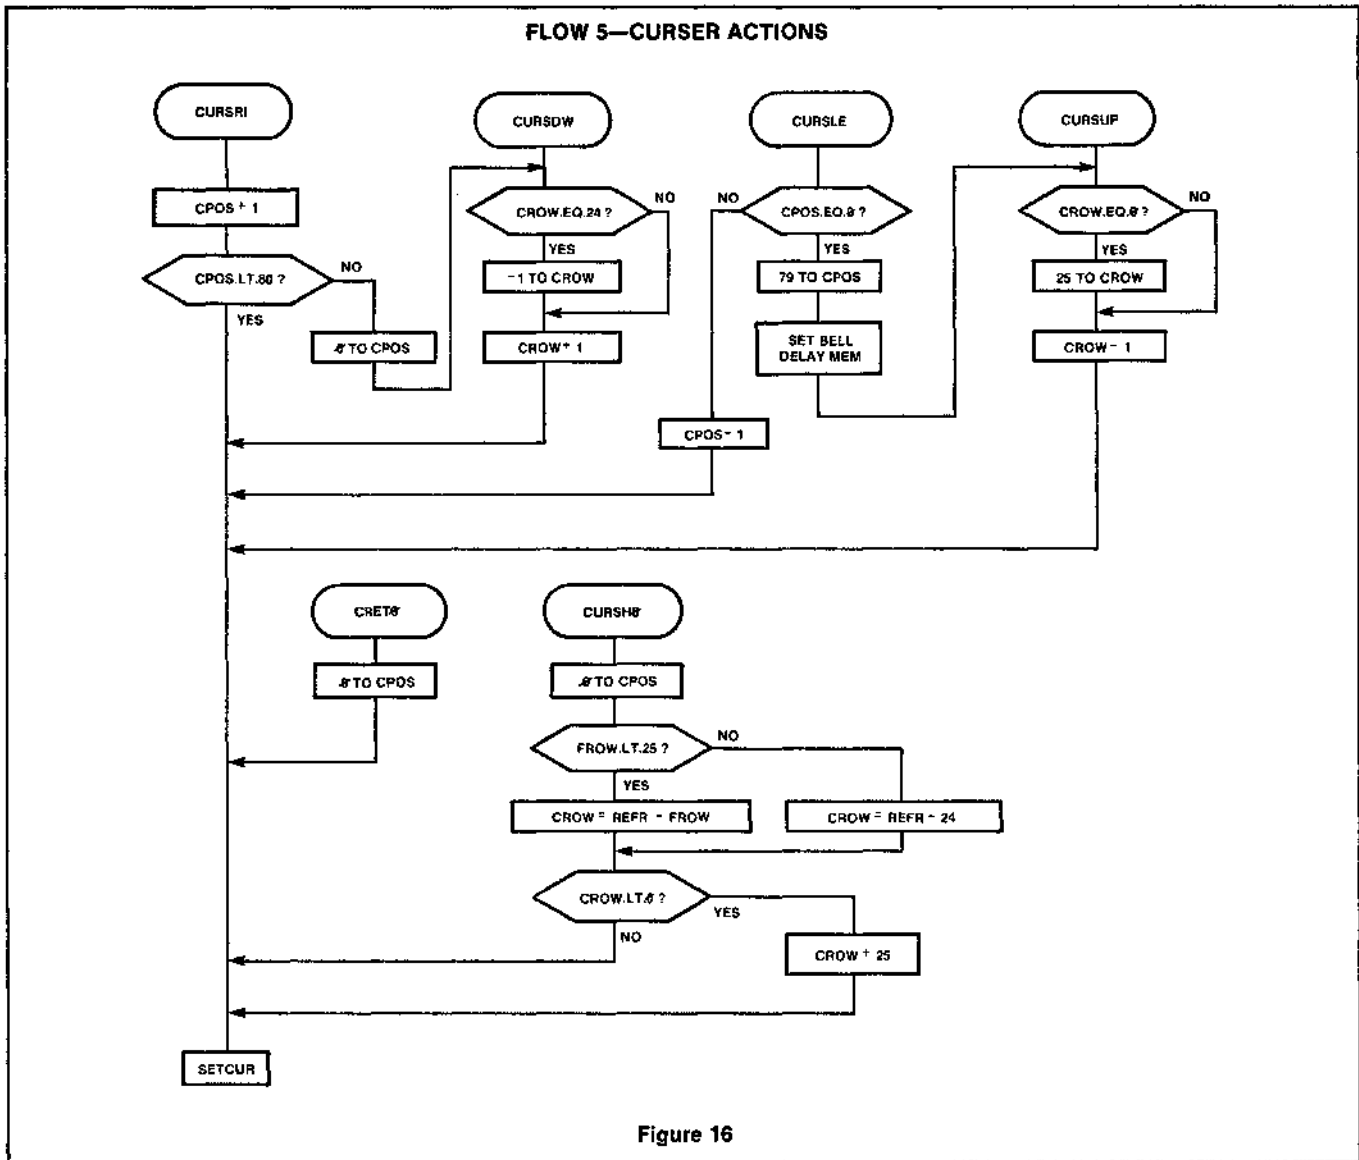 FLOW 5—CURSER ACTIONS
CURSRI
CPOS + 1
CPOS.LT.80 ?
NO
YES
0 TO CPOS
CURSDW
CROW.EQ.24 ?
NO
YES
-1 TO CROW
CROW + 1
CURSLE
NO
CPOS.EQ.0 ?
YES
79 TO CPOS
SET BELL
DELAY MEM
CPOS - 1
CURSUP
CROW.EQ.0 ?
NO
YES
25 TO CROW
CROW - 1
CRET0
0 TO CPOS
CURSH0
0 TO CPOS
FROW.LT.25 ?
NO
YES
CROW = REFR - FROW
CROW = REFR - 24
CROW.LT.0 ?
YES
NO
CROW + 25
SETCUR
Figure 16